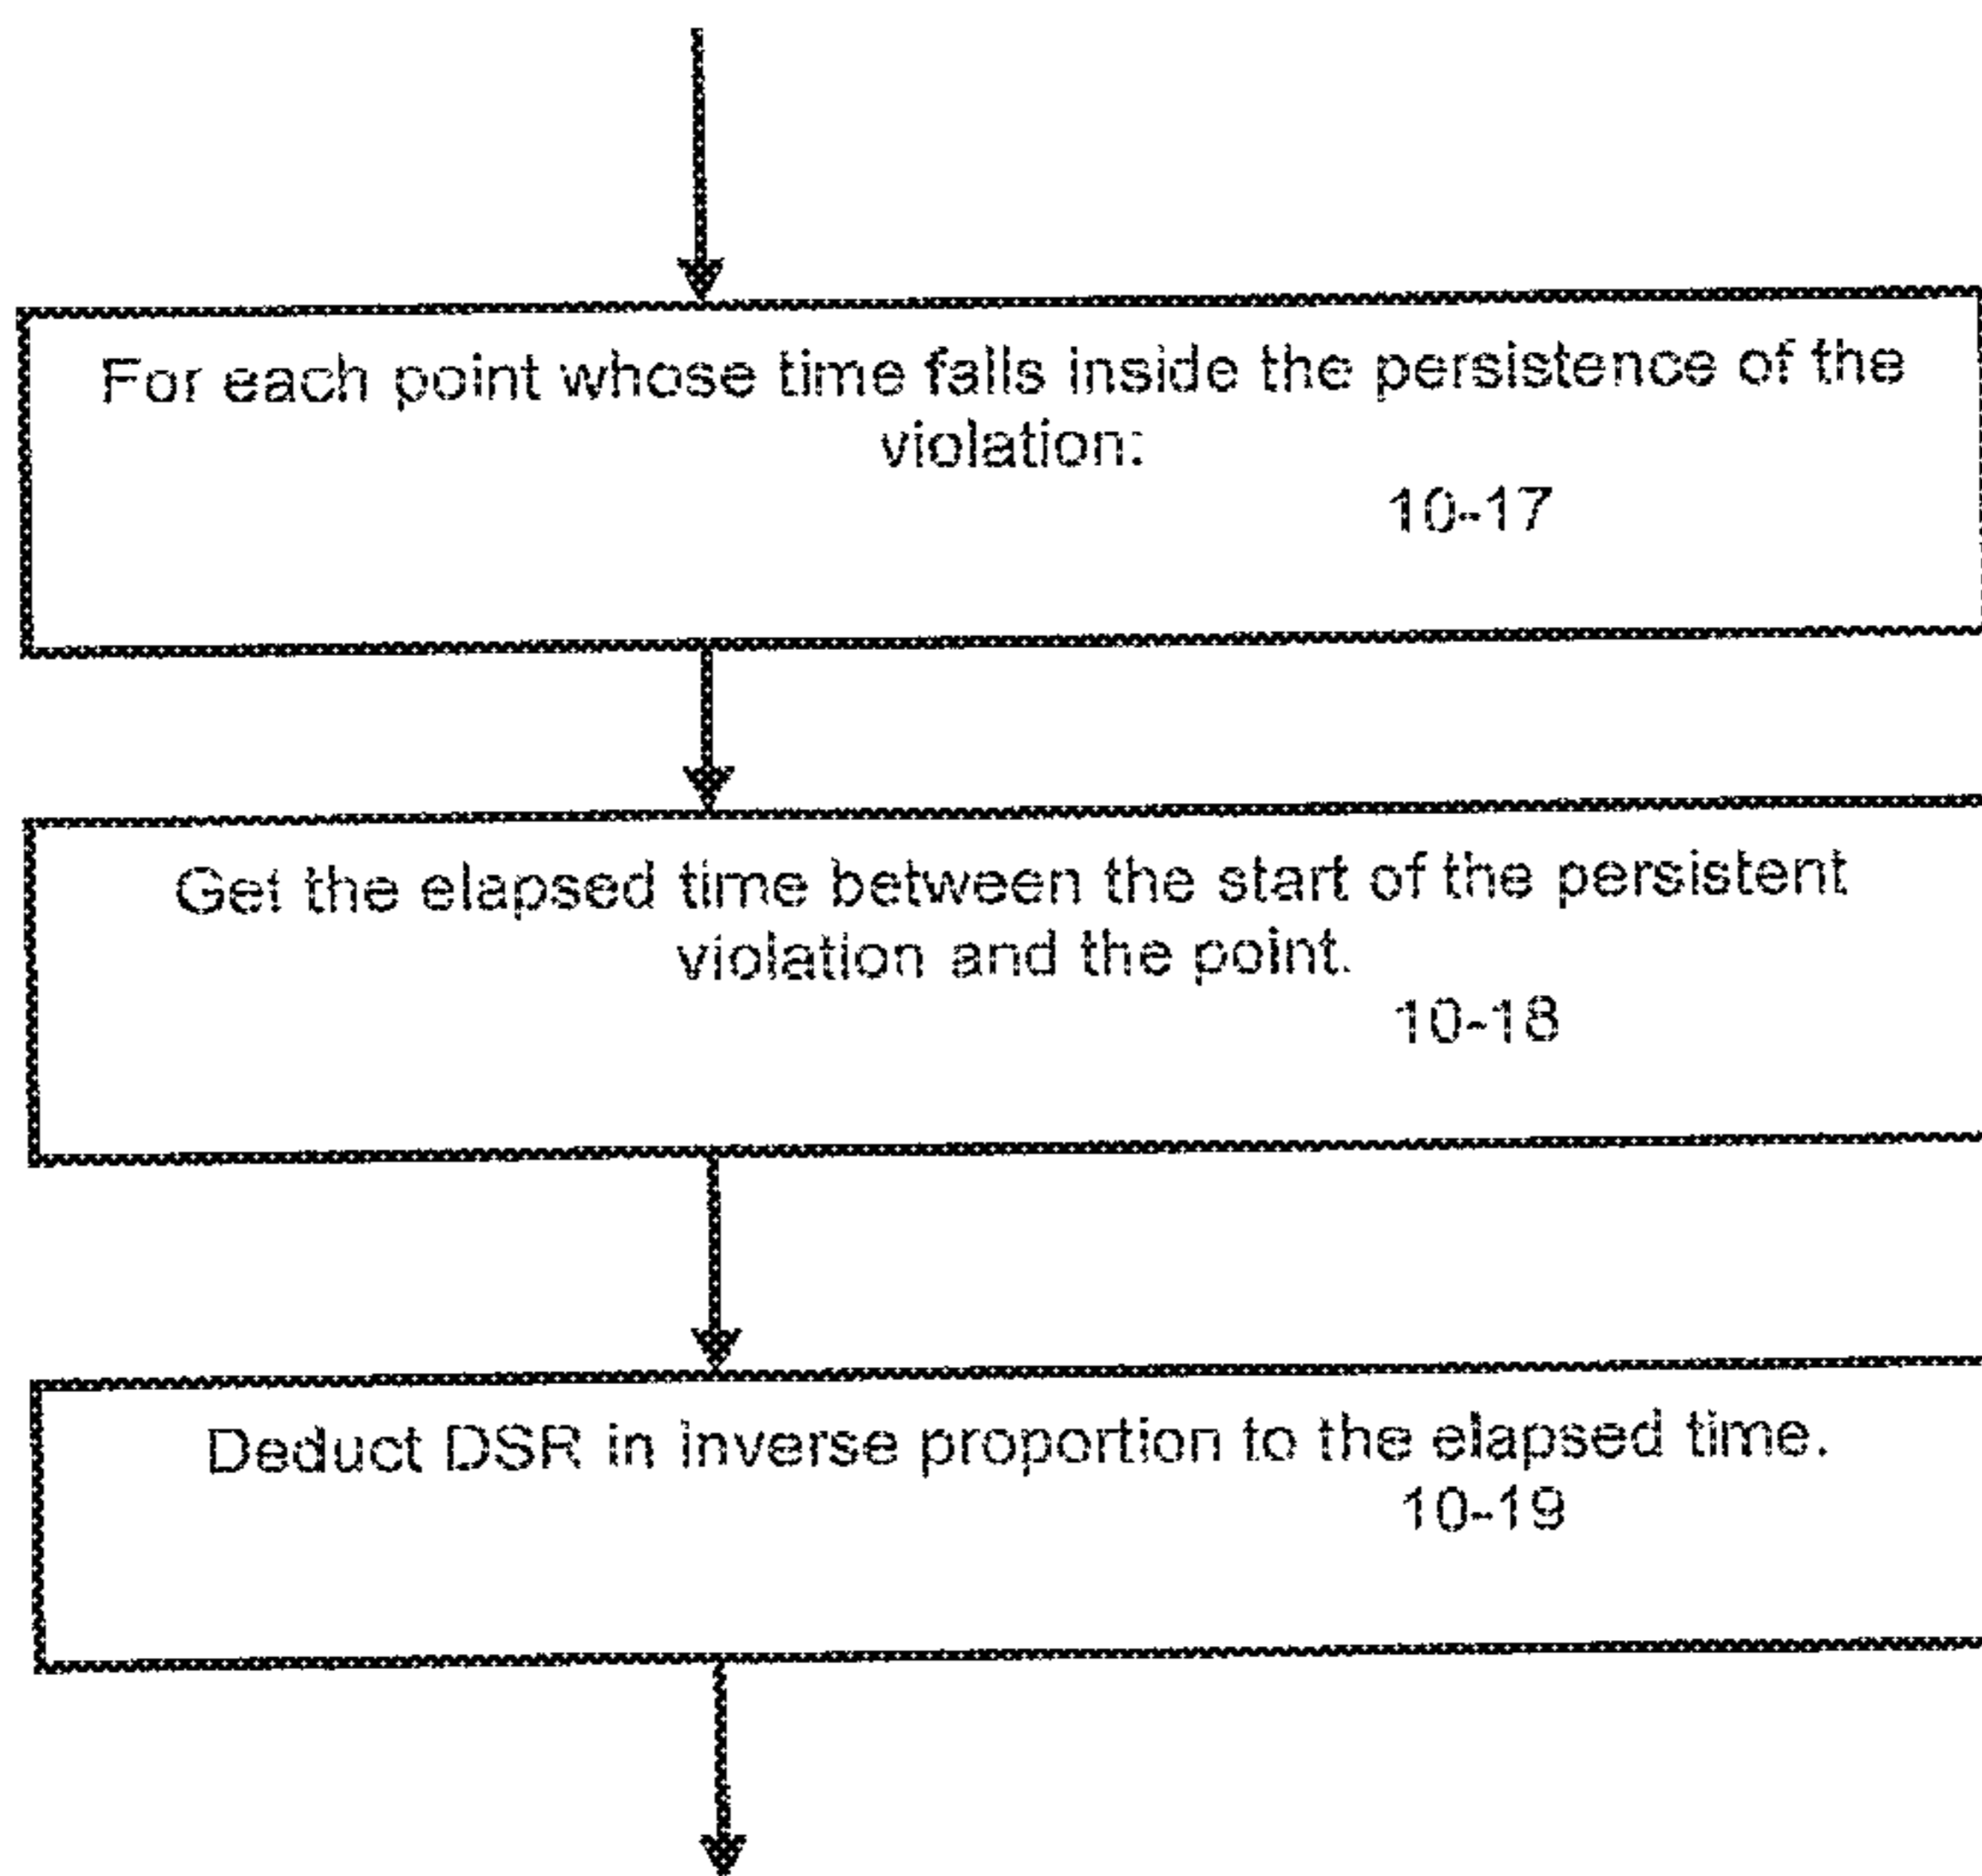 For each point whose time falls inside the persistence of the
violation:
10-17
Get the elapsed time between the start of the persistent
violation and the point.
10-18
Deduct DSR in inverse proportion to the elapsed time.
10-19